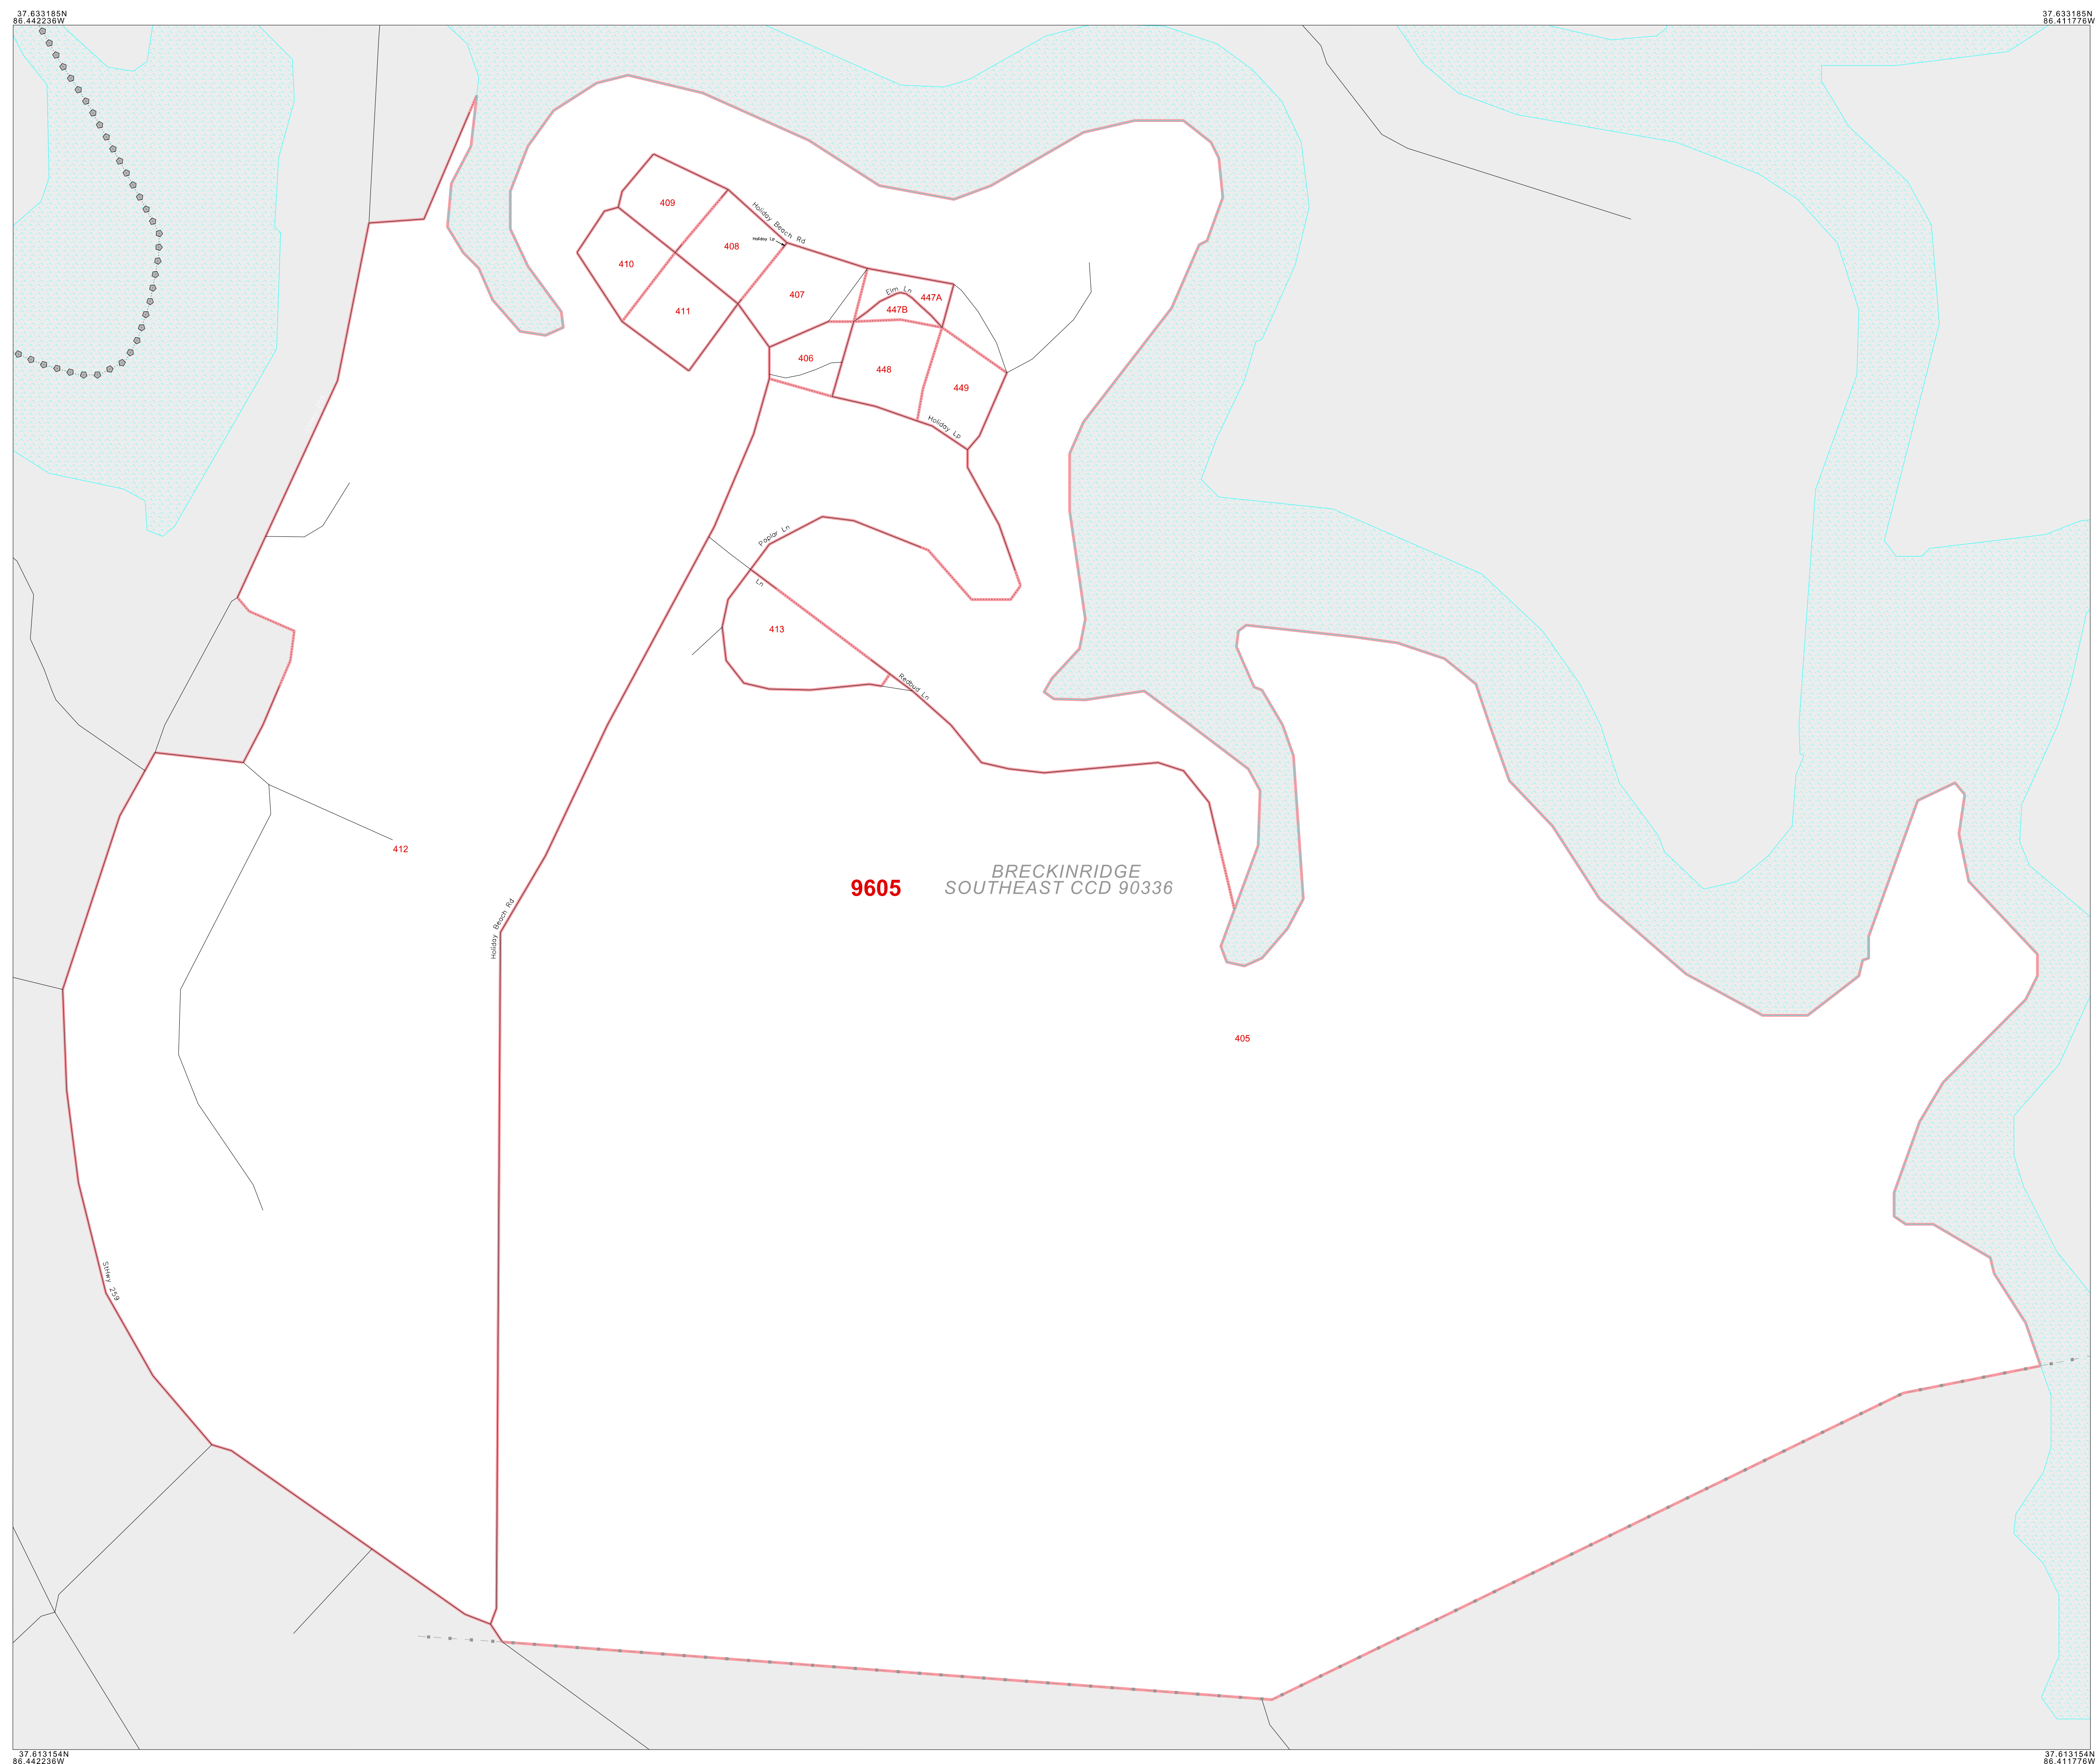 37.633185N
86.442236W
37.633185N
86.411776W
409
Holiday Beach Rd
Holiday Lp
408
410
407
Elm Ln
447A
447B
411
406
448
449
Holiday Lp
Poplar Ln
Ln
413
Redbud Ln
412
BRECKINRIDGE
9605
SOUTHEAST CCD 90336
Holiday Beach Rd
405
StHwy 259
37.613154N
86.442236W
37.613154N
86.411776W